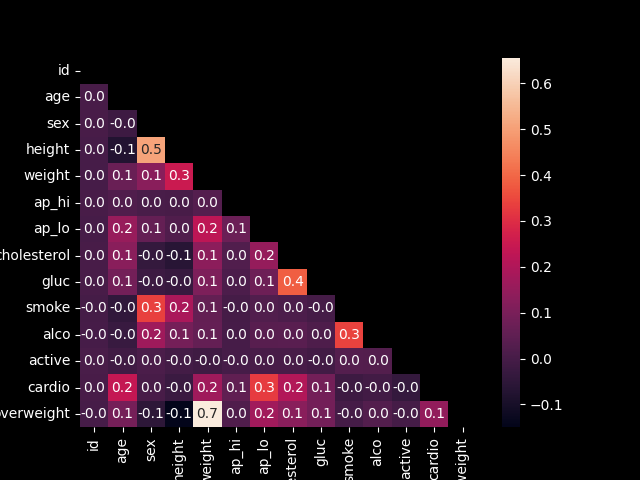 id
age 0.0
sex 0.0 -0.0
height 0.0 -0.1 0.5
weight 0.0 0.1 0.1 0.3
ap_hi 0.0 0.0 0.0 0.0 0.0
ap_lo 0.0 0.2 0.1 0.0 0.2 0.1
cholesterol 0.0 0.1 -0.0 -0.1 0.1 0.0 0.2
gluc 0.0 0.1 -0.0 -0.0 0.1 0.0 0.1 0.4
smoke -0.0 -0.0 0.3 0.2 0.1 -0.0 0.0 0.0 -0.0
alco -0.0 -0.0 0.2 0.1 0.1 0.0 0.0 0.0 0.0 0.3
active 0.0 -0.0 0.0 -0.0 -0.0 -0.0 0.0 0.0 -0.0 0.0 0.0
cardio 0.0 0.2 0.0 -0.0 0.2 0.1 0.3 0.2 0.1 -0.0 -0.0 -0.0
overweight -0.0 0.1 -0.1 -0.1 0.7 0.0 0.2 0.1 0.1 -0.0 0.0 -0.0 0.1
id age sex height weight ap_hi ap_lo esterol gluc smoke alco active cardio weight
0.6
0.5
0.4
0.3
0.2
0.1
0.0
−0.1